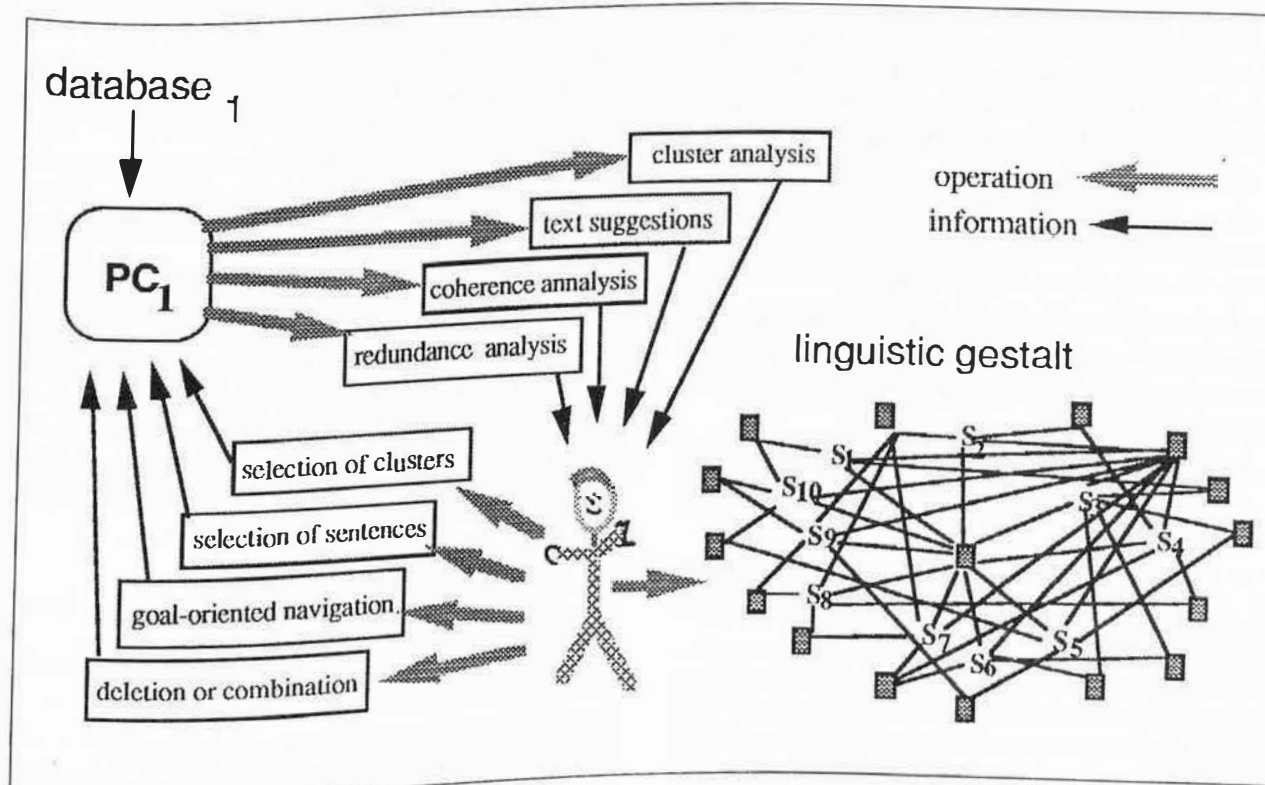 database 1
cluster analysis
operation
text suggestions
information
PC1
coherence annalysis
redundance analysis
linguistic gestalt
selection of clusters
selection of sentences
goal-oriented navigation
deletion or combination
S1
S2
S10
S3
S9
S4
S8
S7
S5
S6